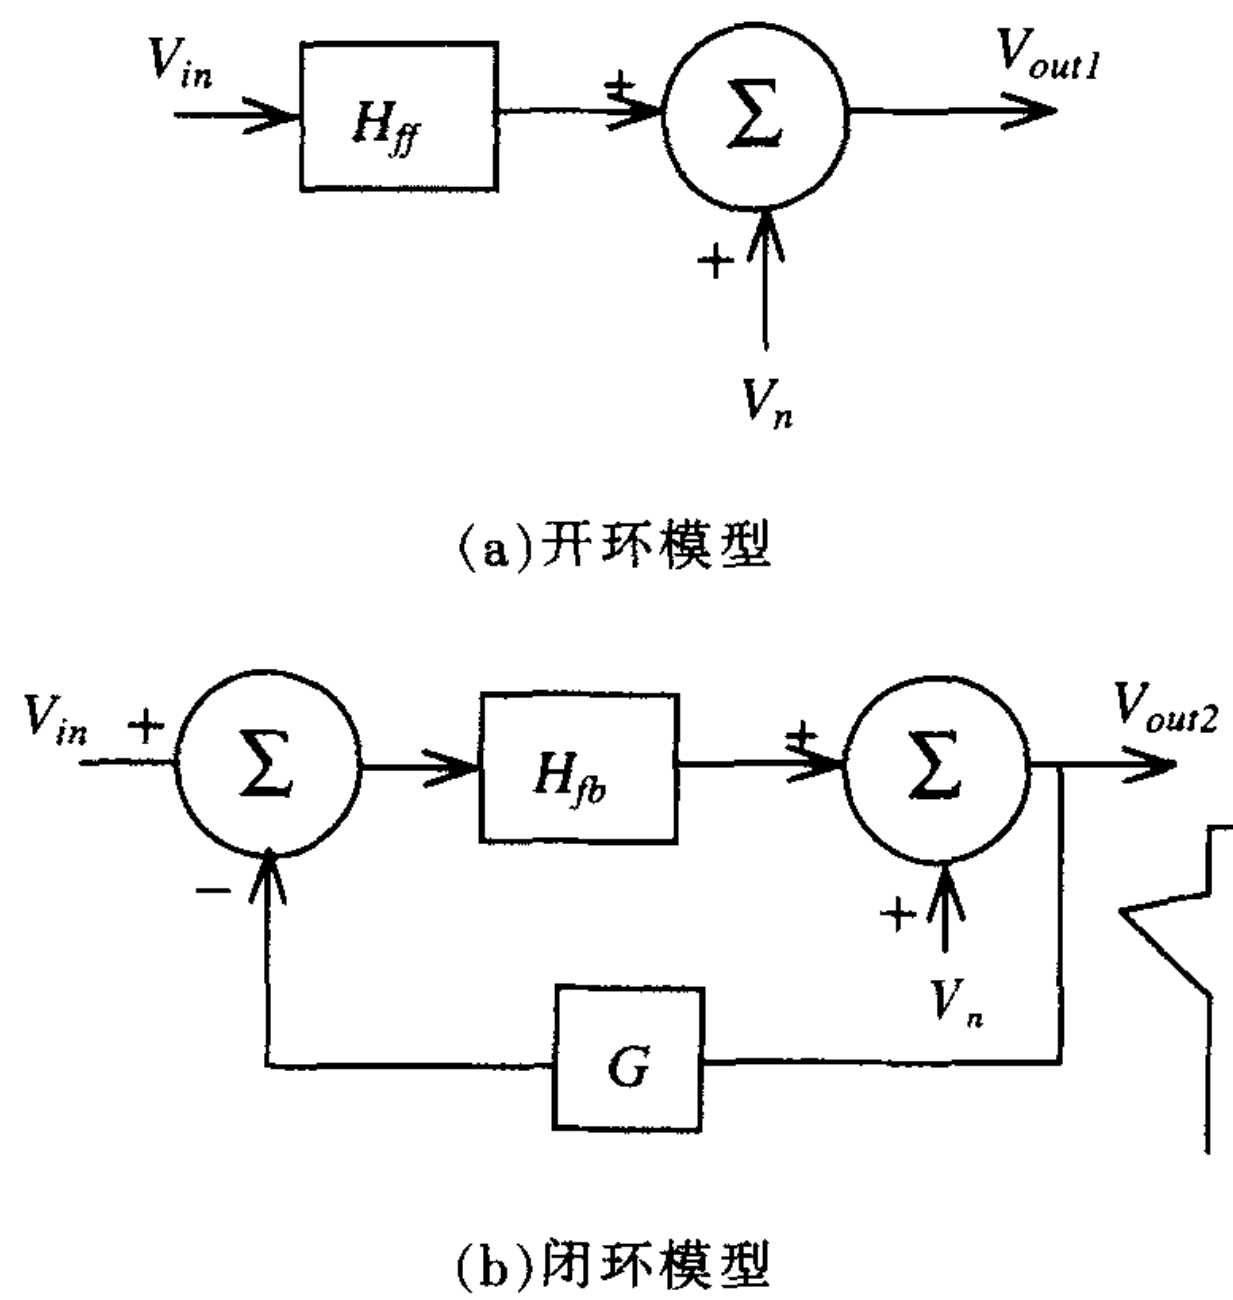 V_in
H_ff
±
Σ
V_out1
+
V_n
(a)开环模型
V_in
+
Σ
H_fb
±
Σ
V_out2
−
+
V_n
G
(b)闭环模型